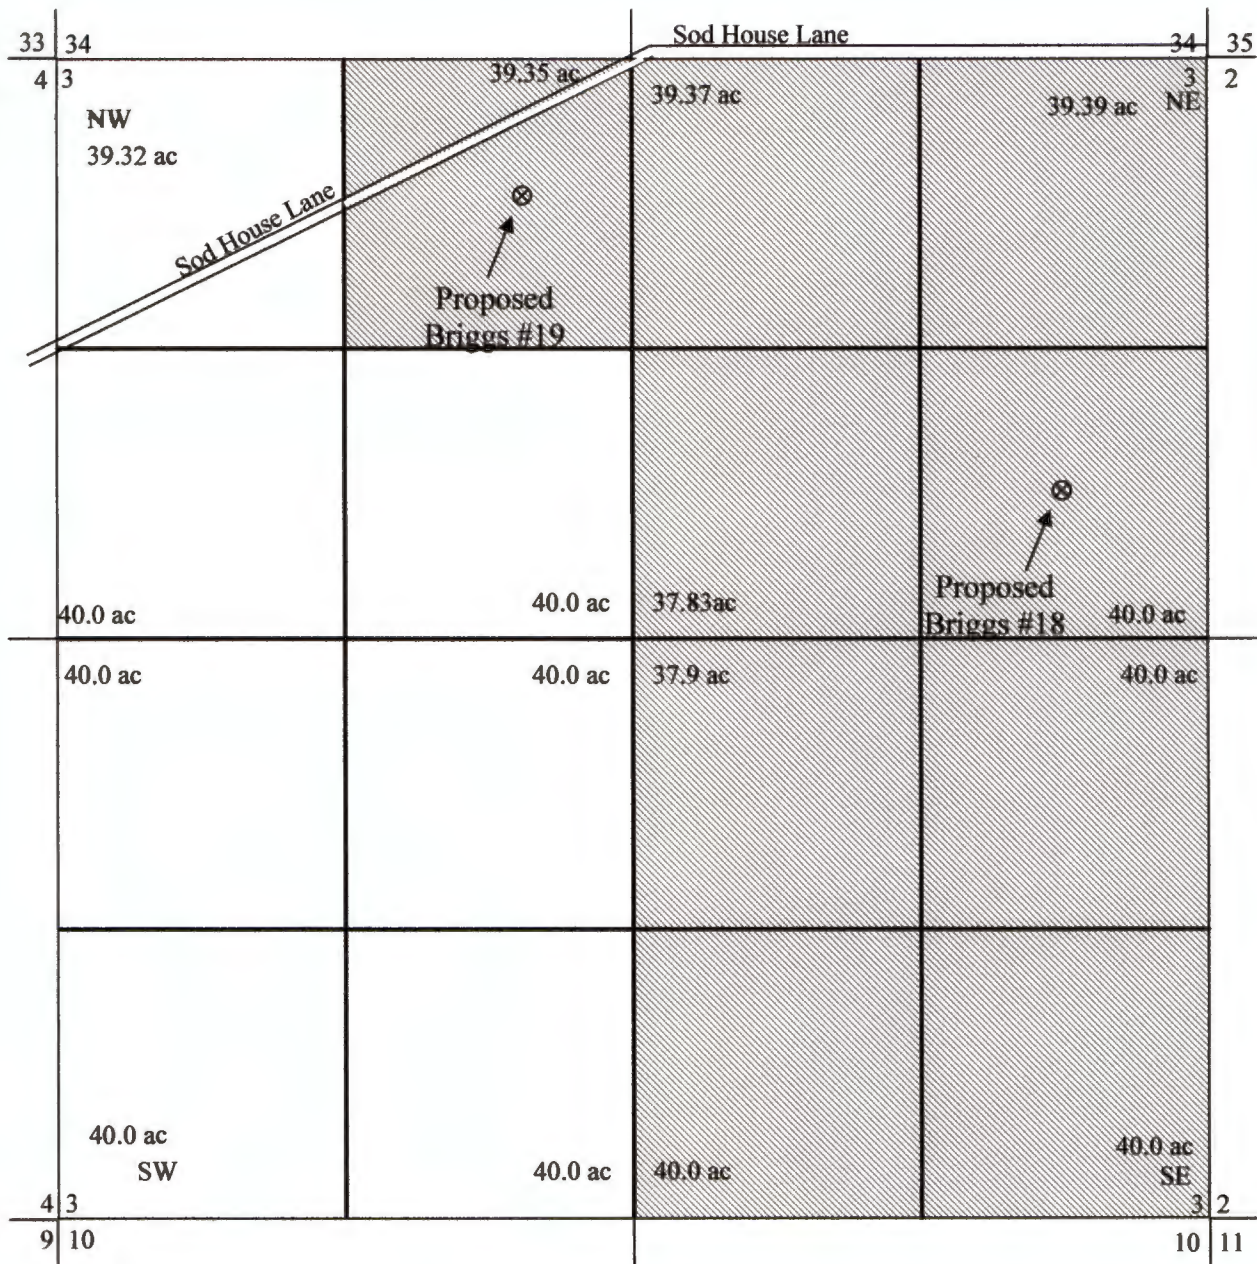 Sod House Lane
33 34
34 35
4 3
3 2
39.35 ac
39.37 ac
39.39 ac NE
NW
39.32 ac
Sod House Lane
Proposed
Briggs #19
Proposed
Briggs #18
40.0 ac
40.0 ac
37.83ac
40.0 ac
40.0 ac
40.0 ac
37.9 ac
40.0 ac
40.0 ac
SW
40.0 ac
40.0 ac
40.0 ac
SE
4 3
3 2
9 10
10 11